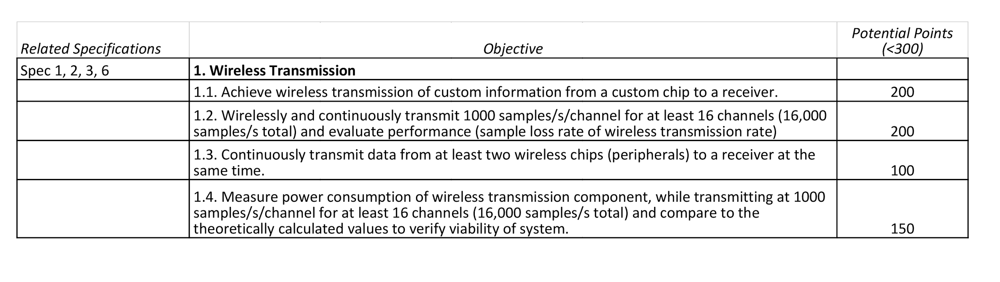 Potential Points
Related Specifications Objective (<300)
Spec 1, 2, 3, 6 1. Wireless Transmission
1.1. Achieve wireless transmission of custom information from a custom chip to a receiver. 200
1.2. Wirelessly and continuously transmit 1000 samples/s/channel for at least 16 channels (16,000
samples/s total) and evaluate performance (sample loss rate of wireless transmission rate) 200
1.3. Continuously transmit data from at least two wireless chips (peripherals) to a receiver at the
same time. 100
1.4. Measure power consumption of wireless transmission component, while transmitting at 1000
samples/s/channel for at least 16 channels (16,000 samples/s total) and compare to the
theoretically calculated values to verify viability of system. 150